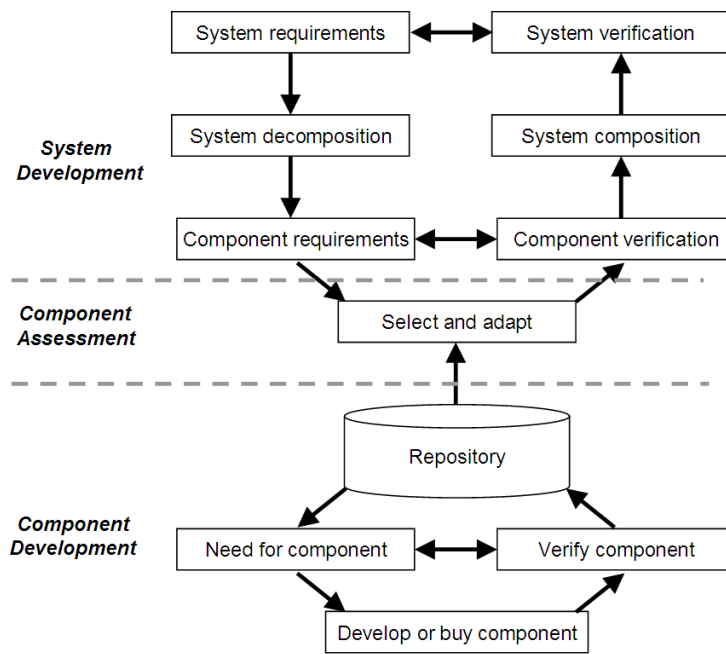 System requirements
System verification
System decomposition
System composition
System
Development
Component requirements
Component verification
Component
Assessment
Select and adapt
Repository
Component
Development
Need for component
Verify component
Develop or buy component